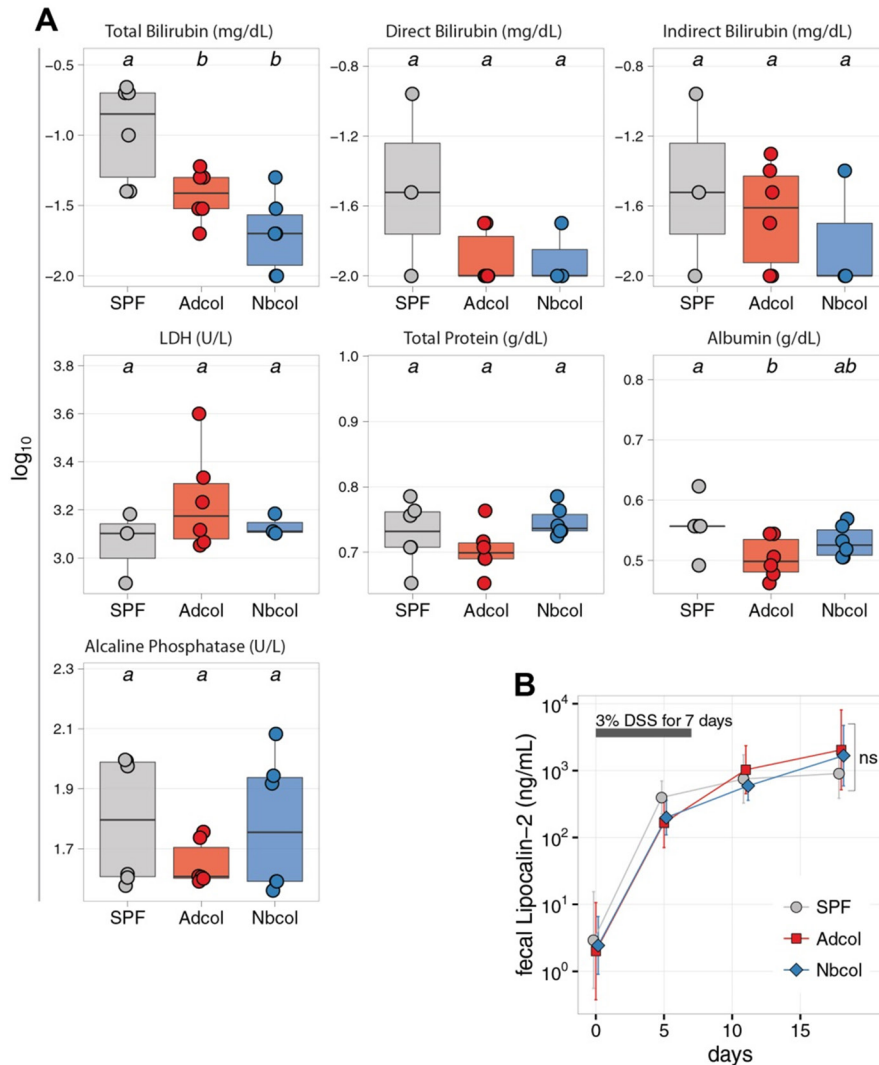 A
Total Bilirubin (mg/dL)
Direct Bilirubin (mg/dL)
Indirect Bilirubin (mg/dL)
a b b
a a a
a a a
−0.5
−1.0
−1.5
−2.0
−0.8
−1.2
−1.6
−2.0
−0.8
−1.2
−1.6
−2.0
SPF Adcol Nbcol
SPF Adcol Nbcol
SPF Adcol Nbcol
log10
LDH (U/L)
Total Protein (g/dL)
Albumin (g/dL)
a a a
a a a
a b ab
3.8
3.6
3.4
3.2
3.0
1.0
0.9
0.8
0.7
0.8
0.7
0.6
0.5
SPF Adcol Nbcol
SPF Adcol Nbcol
SPF Adcol Nbcol
Alcaline Phosphatase (U/L)
a a a
2.3
2.1
1.9
1.7
SPF Adcol Nbcol
B
fecal Lipocalin−2 (ng/mL)
10^4
10^3
10^2
10^1
10^0
3% DSS for 7 days
ns
SPF
Adcol
Nbcol
0 5 10 15
days